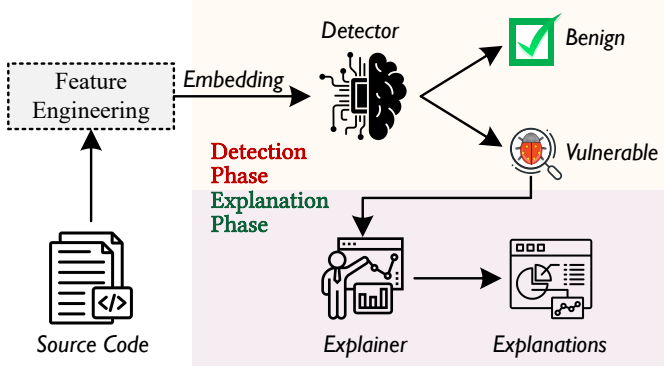 Detector
Benign
Feature
Engineering
Embedding
Detection
Phase
Vulnerable
Explanation
Phase
</>
Source Code
Explainer
Explanations